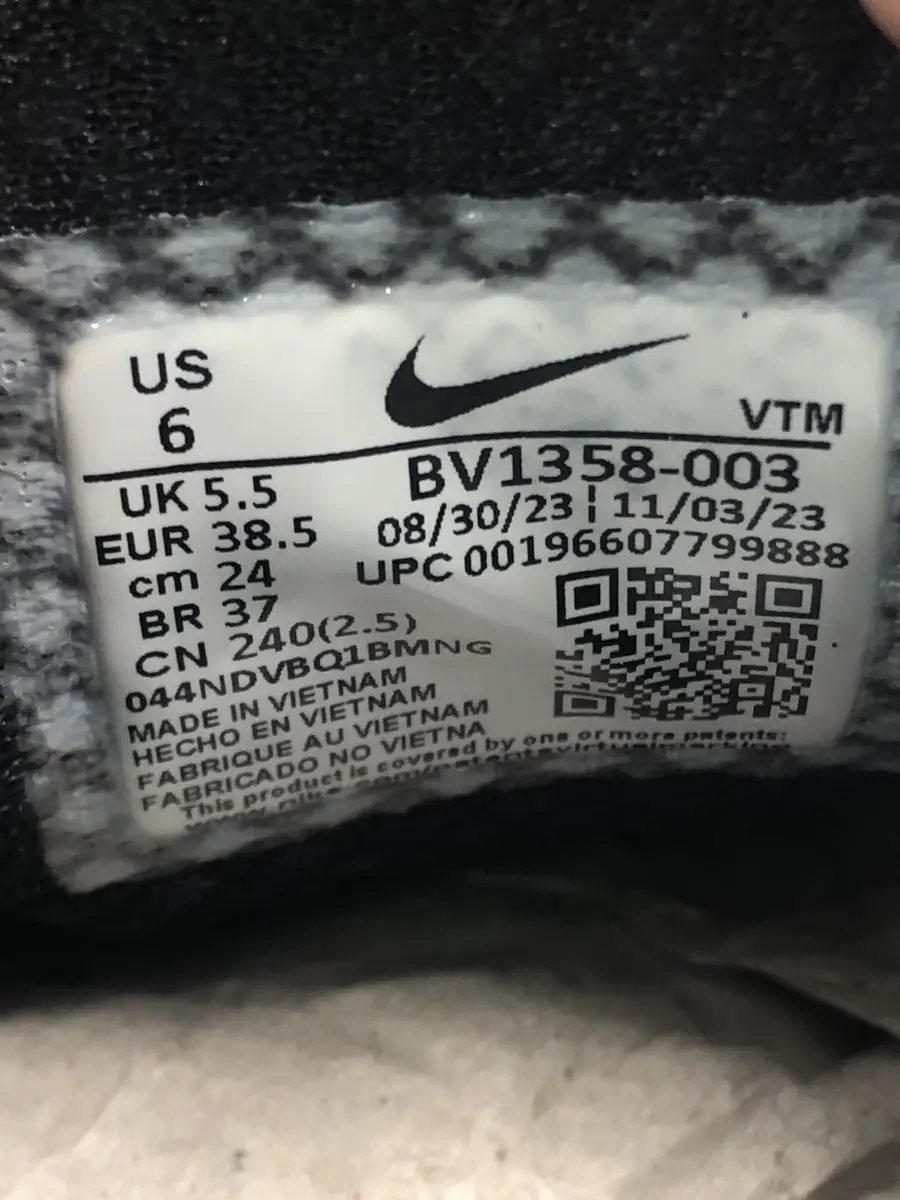 US
6
VTM
UK 5.5
EUR 38.5
cm 24
BR 37
CN 240(2.5)
BV1358-003
08/30/23 ¦ 11/03/23
UPC 00196607799888
044NDVBQ1BMNG
MADE IN VIETNAM
HECHO EN VIETNAM
FABRIQUE AU VIETNAM
FABRICADO NO VIETNA
This product is covered by one or more patents: